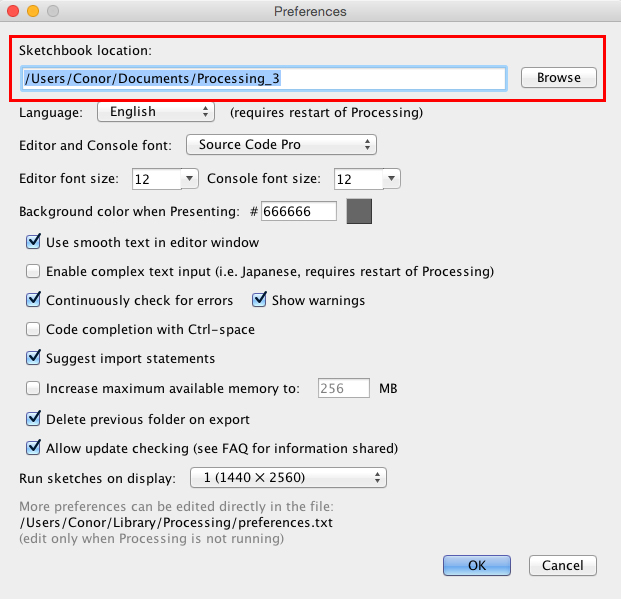 Preferences
Sketchbook location:
/Users/Conor/Documents/Processing_3 Browse
Language: English (requires restart of Processing)
Editor and Console font: Source Code Pro
Editor font size: 12 Console font size: 12
Background color when Presenting: # 666666
Use smooth text in editor window
Enable complex text input (i.e. Japanese, requires restart of Processing)
Continuously check for errors Show warnings
Code completion with Ctrl-space
Suggest import statements
Increase maximum available memory to: 256 MB
Delete previous folder on export
Allow update checking (see FAQ for information shared)
Run sketches on display: 1 (1440 × 2560)
More preferences can be edited directly in the file:
/Users/Conor/Library/Processing/preferences.txt
(edit only when Processing is not running)
OK Cancel